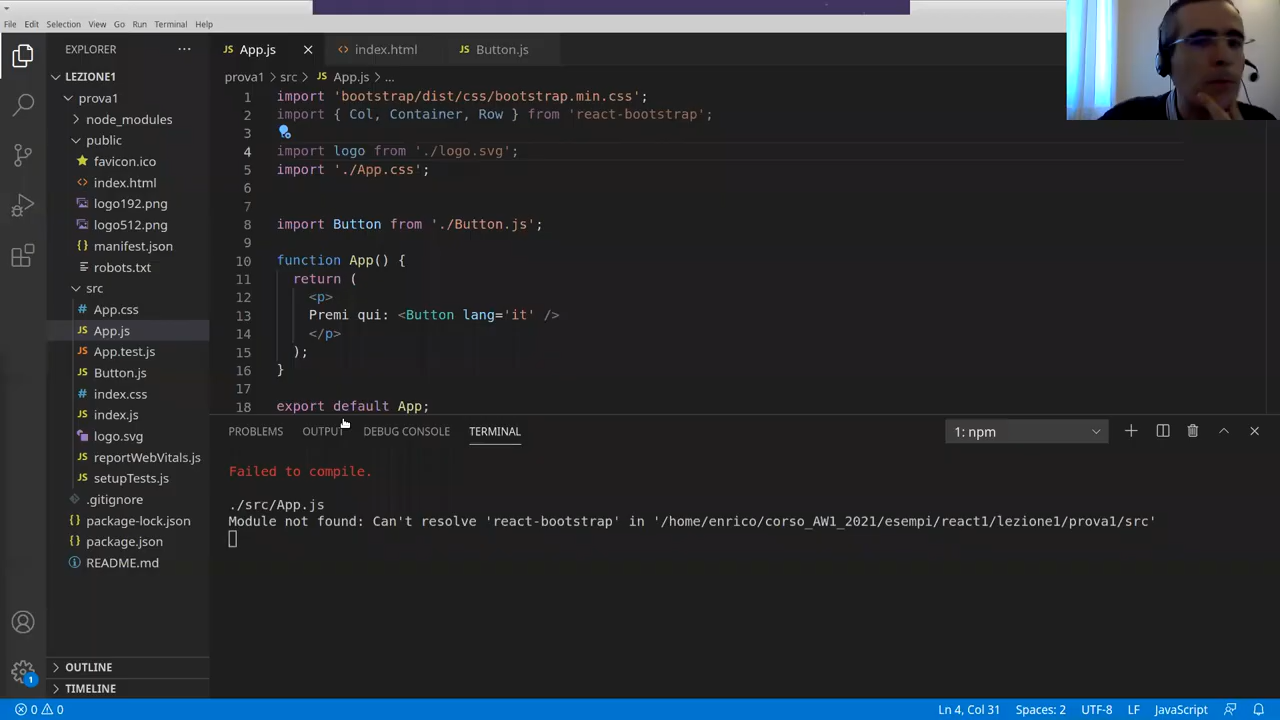 File Edit Selection View Go Run Terminal Help
EXPLORER ···
App.js
index.html
Button.js
LEZIONE1
prova1
node_modules
public
favicon.ico
index.html
logo192.png
logo512.png
manifest.json
robots.txt
src
App.css
App.js
App.test.js
Button.js
index.css
index.js
logo.svg
reportWebVitals.js
setupTests.js
.gitignore
package-lock.json
package.json
README.md
OUTLINE
TIMELINE
prova1 > src > JS App.js > ...
1 import 'bootstrap/dist/css/bootstrap.min.css';
2 import { Col, Container, Row } from 'react-bootstrap';
3
4 import logo from './logo.svg';
5 import './App.css';
6
7
8 import Button from './Button.js';
9
10 function App() {
11 return (
12 <p>
13 Premi qui: <Button lang='it' />
14 </p>
15 );
16 }
17
18 export default App;
PROBLEMS OUTPUT DEBUG CONSOLE TERMINAL 1: npm
Failed to compile.
./src/App.js
Module not found: Can't resolve 'react-bootstrap' in '/home/enrico/corso_AW1_2021/esempi/react1/lezione1/prova1/src'
1
0 0 Ln 4, Col 31 Spaces: 2 UTF-8 LF JavaScript